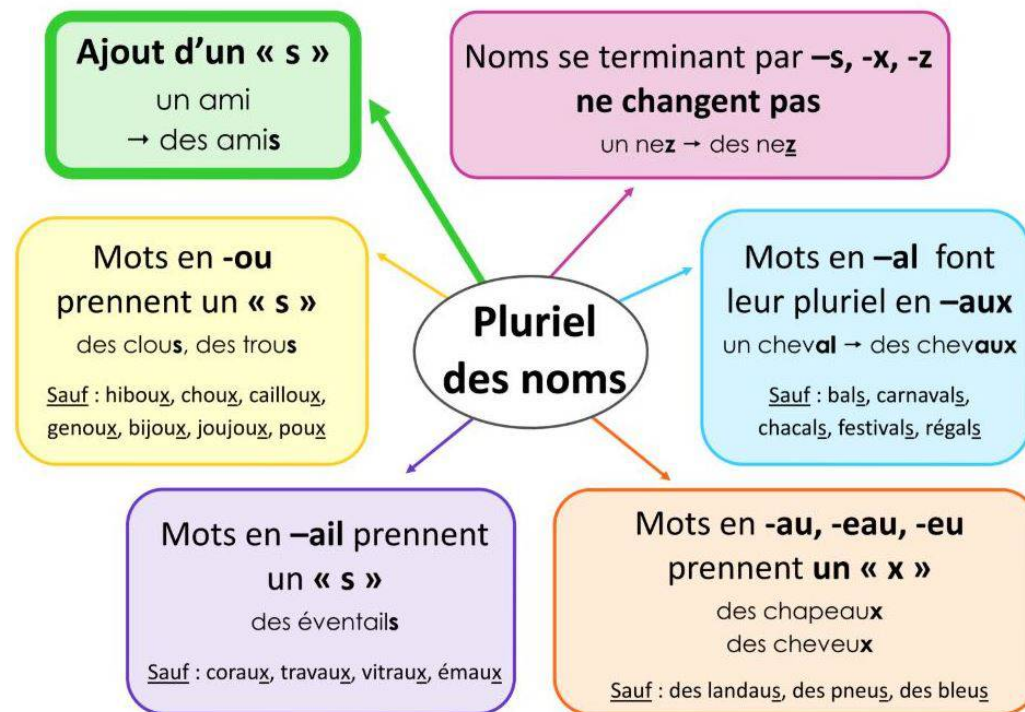 Ajout d’un « s »
un ami
→ des amis
Noms se terminant par –s, -x, -z
ne changent pas
un nez → des nez
Mots en -ou
prennent un « s »
des clous, des trous
Sauf : hiboux, choux, cailloux,
genoux, bijoux, joujoux, poux
Pluriel
des noms
Mots en –al font
leur pluriel en –aux
un cheval → des chevaux
Sauf : bals, carnavals,
chacals, festivals, régals
Mots en –ail prennent
un « s »
des éventails
Sauf : coraux, travaux, vitraux, émaux
Mots en -au, -eau, -eu
prennent un « x »
des chapeaux
des cheveux
Sauf : des landaus, des pneus, des bleus